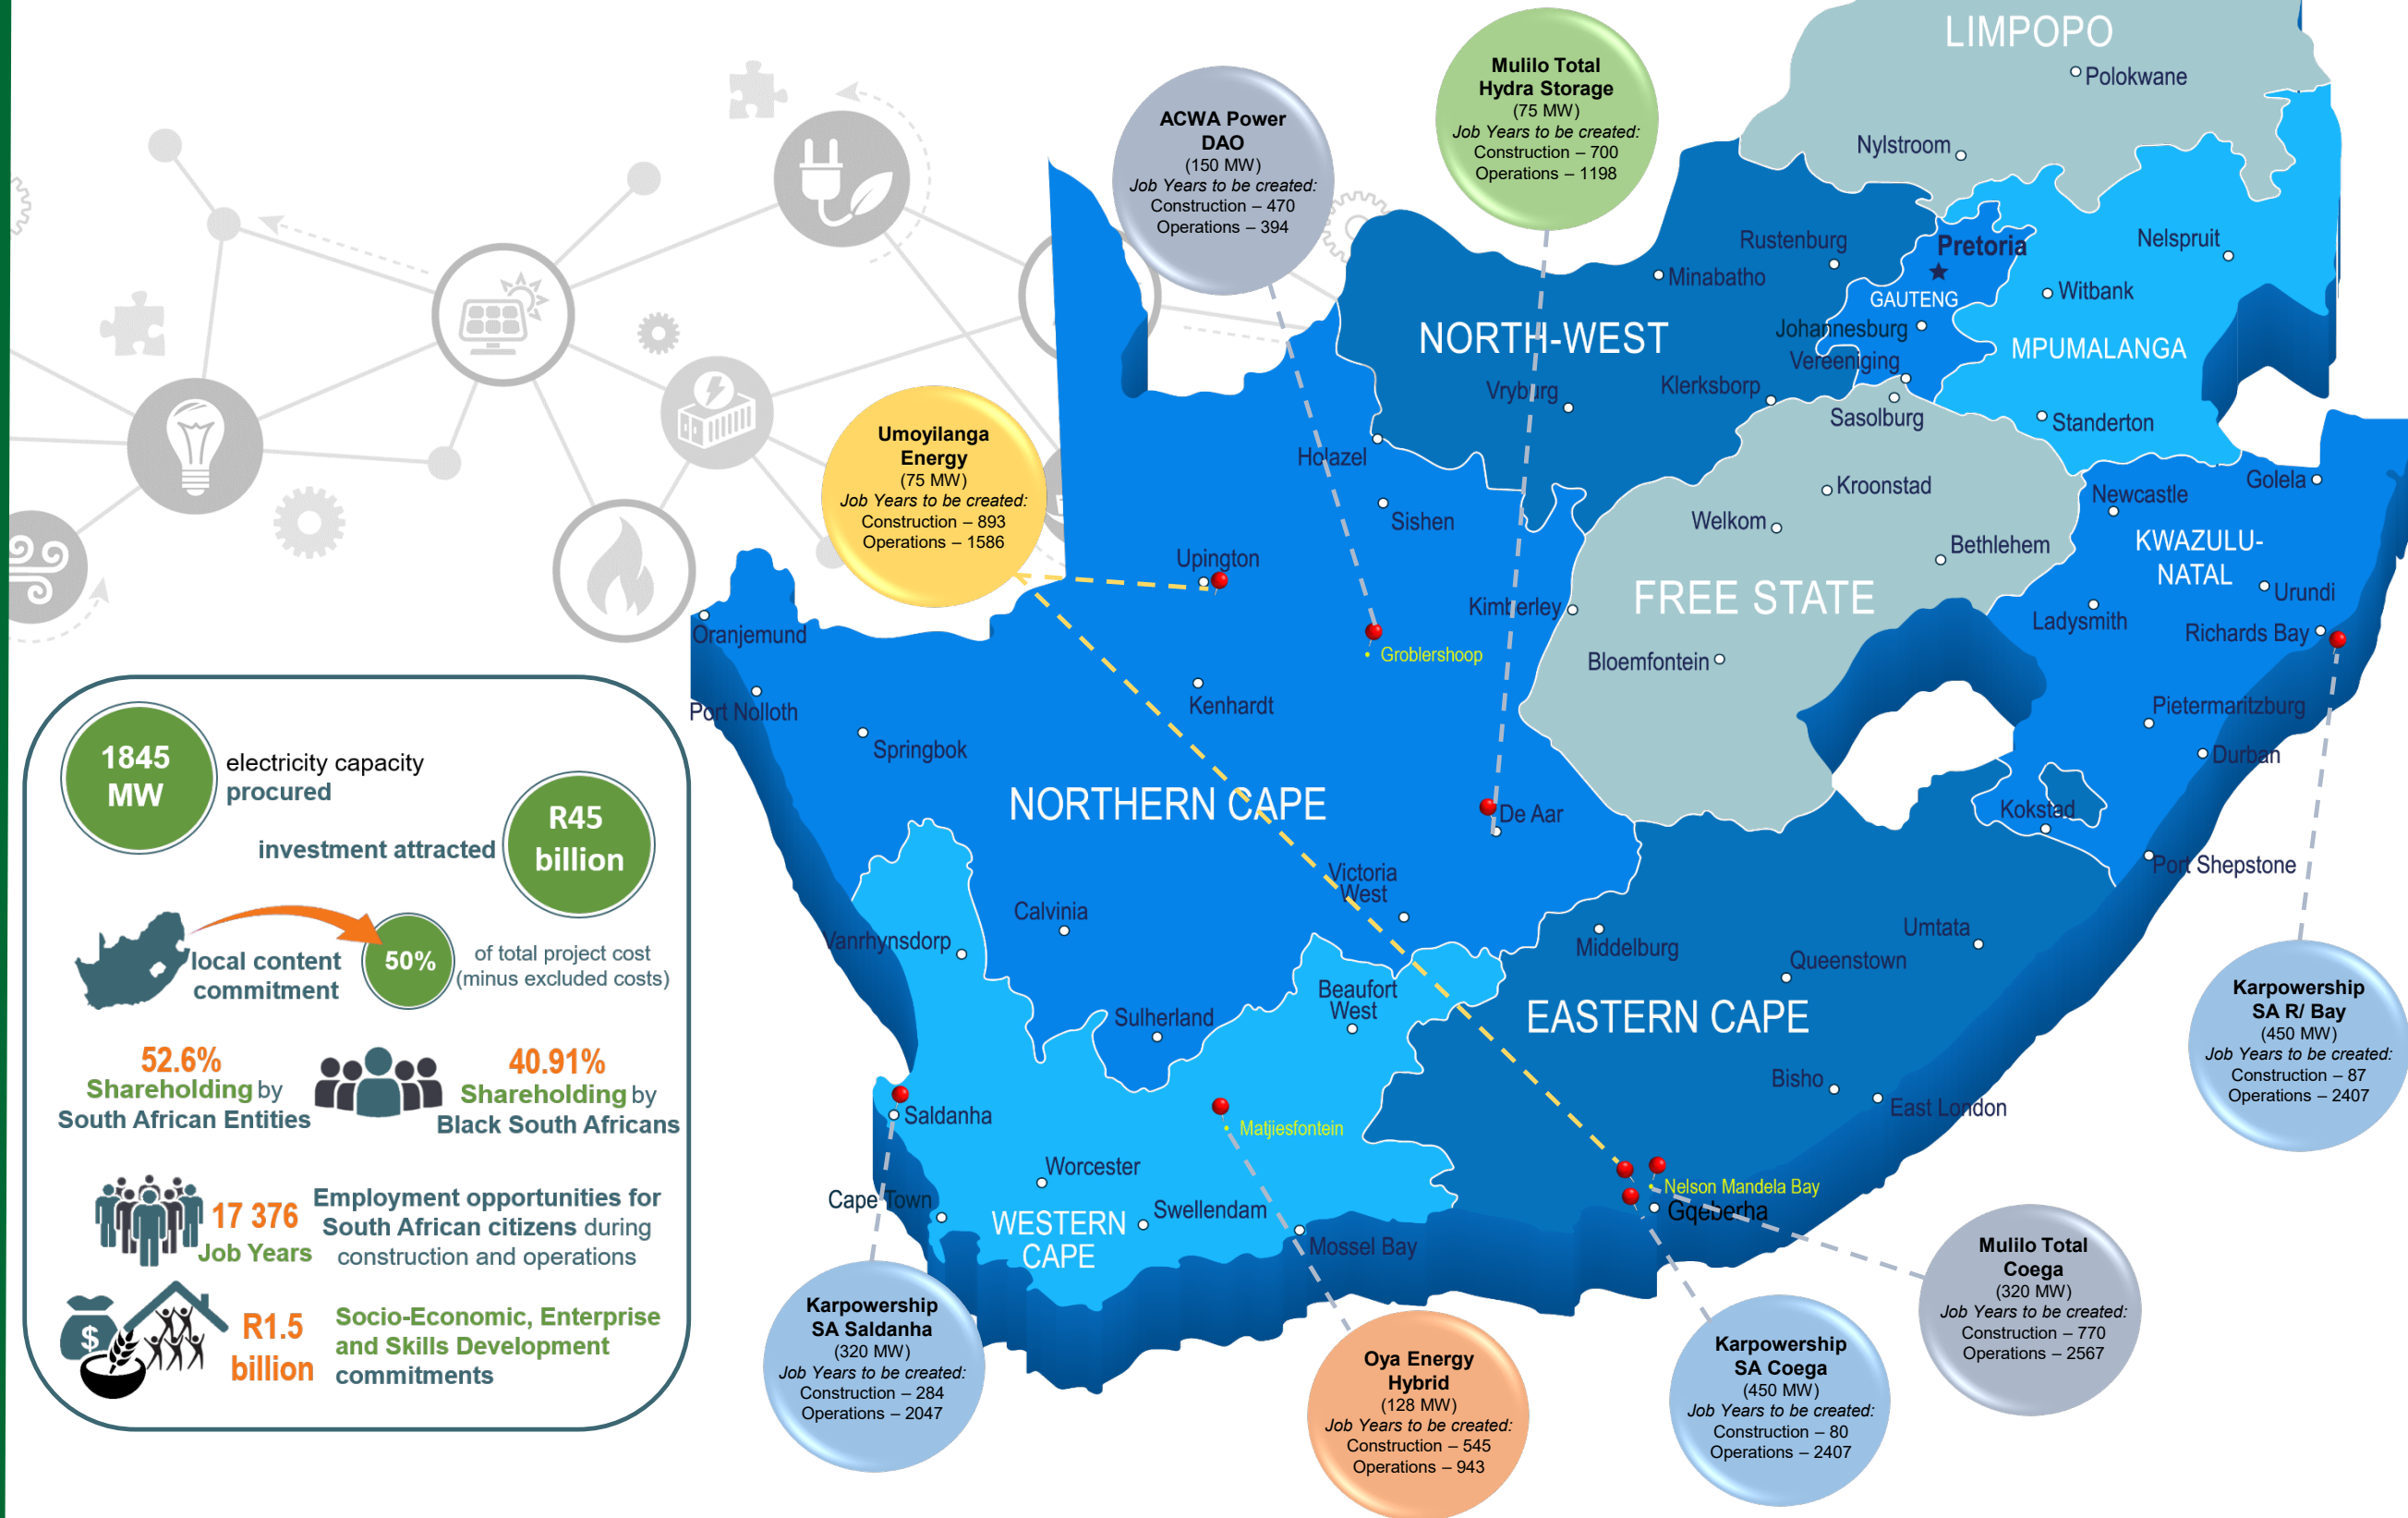 LIMPOPO
Polokwane
Nylstroom
Mulilo Total
Hydra Storage
(75 MW)
Job Years to be created:
Construction – 700
Operations – 1198
ACWA Power
DAO
(150 MW)
Job Years to be created:
Construction – 470
Operations – 394
Rustenburg
Pretoria
Nelspruit
Minabatho
Witbank
GAUTENG
Johannesburg
NORTH-WEST
MPUMALANGA
Vereeniging
Vryburg
Klerksborp
Sasolburg
Standerton
Umoyilanga
Energy
(75 MW)
Job Years to be created:
Construction – 893
Operations – 1586
Holazel
Sishen
Kroonstad
Newcastle
Golela
Welkom
Bethlehem
KWAZULU-
NATAL
Upington
Urundi
FREE STATE
Kimberley
Ladysmith
Richards Bay
Oranjemund
Groblershoop
Bloemfontein
Kenhardt
Port Nolloth
Pietermaritzburg
Springbok
Durban
NORTHERN CAPE
De Aar
Kokstad
Port Shepstone
Victoria
West
Calvinia
Vanrhynsdorp
Middelburg
Umtata
Queenstown
Beaufort
West
Sulherland
EASTERN CAPE
Bisho
East London
Saldanha
Matjiesfontein
Worcester
Cape Town
Swellendam
WESTERN
CAPE
Mossel Bay
Nelson Mandela Bay
Gqeberha
Karpowership
SA R/ Bay
(450 MW)
Job Years to be created:
Construction – 87
Operations – 2407
Mulilo Total
Coega
(320 MW)
Job Years to be created:
Construction – 770
Operations – 2567
Karpowership
SA Saldanha
(320 MW)
Job Years to be created:
Construction – 284
Operations – 2047
Oya Energy
Hybrid
(128 MW)
Job Years to be created:
Construction – 545
Operations – 943
Karpowership
SA Coega
(450 MW)
Job Years to be created:
Construction – 80
Operations – 2407
1845
MW
electricity capacity
procured
investment attracted
R45
billion
local content
commitment
50%
of total project cost
(minus excluded costs)
52.6%
Shareholding by
South African Entities
40.91%
Shareholding by
Black South Africans
17 376
Job Years
Employment opportunities for
South African citizens during
construction and operations
R1.5
billion
Socio-Economic, Enterprise
and Skills Development
commitments
$